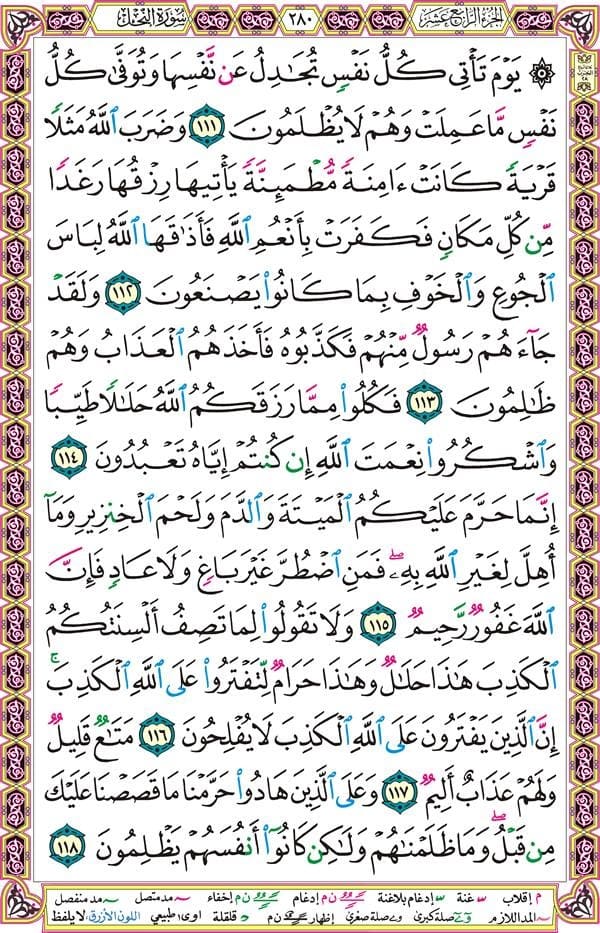 سُورَةُ النَّحْلِ
٢٨٠
الجُزْءُ الرَّابِعُ عَشَرَ
۞ يَوْمَ تَأْتِى كُلُّ نَفْسٍ تُجَٰدِلُ عَن نَّفْسِهَا وَتُوَفَّىٰ كُلُّ
نَفْسٍ مَّا عَمِلَتْ وَهُمْ لَا يُظْلَمُونَ ١١١ وَضَرَبَ ٱللَّهُ مَثَلًا
قَرْيَةً كَانَتْ ءَامِنَةً مُّطْمَئِنَّةً يَأْتِيهَا رِزْقُهَا رَغَدًا
مِّن كُلِّ مَكَانٍ فَكَفَرَتْ بِأَنْعُمِ ٱللَّهِ فَأَذَٰقَهَا ٱللَّهُ لِبَاسَ
ٱلْجُوعِ وَٱلْخَوْفِ بِمَا كَانُوا۟ يَصْنَعُونَ ١١٢ وَلَقَدْ
جَآءَهُمْ رَسُولٌ مِّنْهُمْ فَكَذَّبُوهُ فَأَخَذَهُمُ ٱلْعَذَابُ وَهُمْ
ظَٰلِمُونَ ١١٣ فَكُلُوا۟ مِمَّا رَزَقَكُمُ ٱللَّهُ حَلَٰلًا طَيِّبًا
وَٱشْكُرُوا۟ نِعْمَتَ ٱللَّهِ إِن كُنتُمْ إِيَّاهُ تَعْبُدُونَ ١١٤
إِنَّمَا حَرَّمَ عَلَيْكُمُ ٱلْمَيْتَةَ وَٱلدَّمَ وَلَحْمَ ٱلْخِنزِيرِ وَمَآ
أُهِلَّ لِغَيْرِ ٱللَّهِ بِهِۦ ۖ فَمَنِ ٱضْطُرَّ غَيْرَ بَاغٍ وَلَا عَادٍ فَإِنَّ
ٱللَّهَ غَفُورٌ رَّحِيمٌ ١١٥ وَلَا تَقُولُوا۟ لِمَا تَصِفُ أَلْسِنَتُكُمُ
ٱلْكَذِبَ هَٰذَا حَلَٰلٌ وَهَٰذَا حَرَامٌ لِّتَفْتَرُوا۟ عَلَى ٱللَّهِ ٱلْكَذِبَ ۚ
إِنَّ ٱلَّذِينَ يَفْتَرُونَ عَلَى ٱللَّهِ ٱلْكَذِبَ لَا يُفْلِحُونَ ١١٦ مَتَٰعٌ قَلِيلٌ
وَلَهُمْ عَذَابٌ أَلِيمٌ ١١٧ وَعَلَى ٱلَّذِينَ هَادُوا۟ حَرَّمْنَا مَا قَصَصْنَا عَلَيْكَ
مِن قَبْلُ ۖ وَمَا ظَلَمْنَٰهُمْ وَلَٰكِن كَانُوٓا۟ أَنفُسَهُمْ يَظْلِمُونَ ١١٨
م إقلاب غنة إدغام بلاغنة ن م إدغام ن م إخفاء مد متصل مد منفصل
المد اللازم صلة كبرى صلة صغرى إظهار ن م قلقلة اوى: طبيعي اللون الأزرق: لا يلفظ